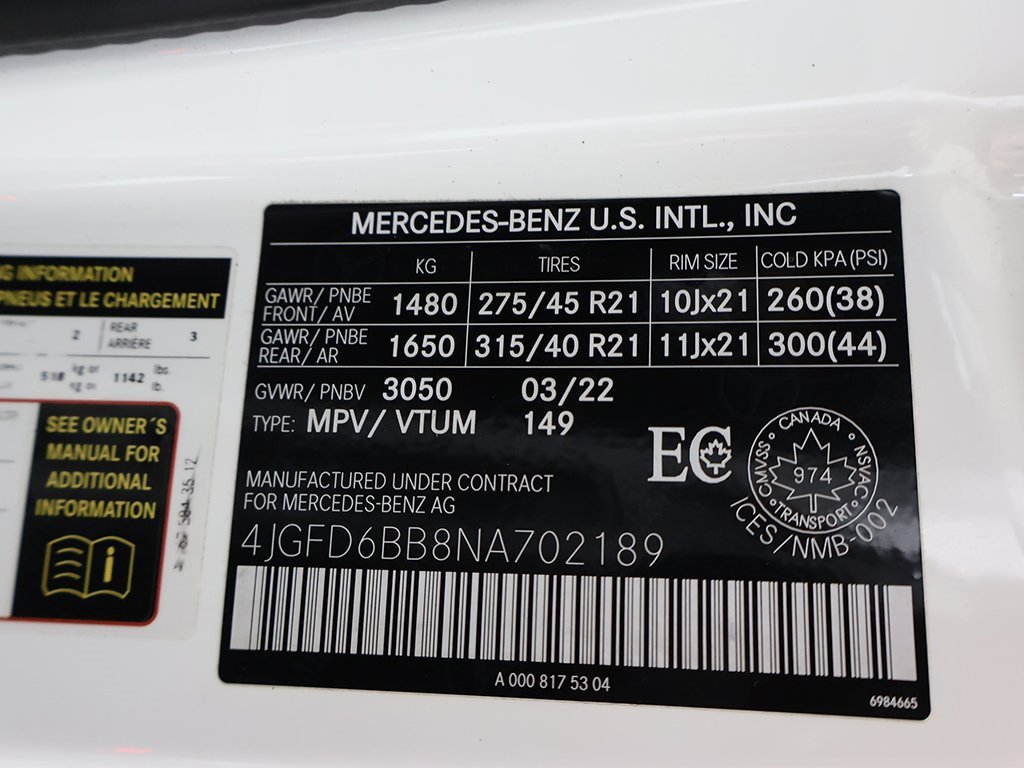 MERCEDES-BENZ U.S. INTL., INC
KG TIRES RIM SIZE COLD KPA (PSI)
GAWR/ PNBE FRONT/ AV 1480 275/45 R21 10Jx21 260(38)
GAWR/ PNBE REAR/ AR 1650 315/40 R21 11Jx21 300(44)
GVWR/ PNBV 3050 03/22
TYPE: MPV/ VTUM 149
MANUFACTURED UNDER CONTRACT
FOR MERCEDES-BENZ AG
EC
CANADA
CMVSS NSVAC
974
TRANSPORT
ICES/NMB-002
4JGFD6BB8NA702189
A 000 817 53 04
6984665
INFORMATION
PNEUS ET LE CHARGEMENT
2 REAR ARRIÈRE 3
510 kg or 1142 lbs.
SEE OWNER´S
MANUAL FOR
ADDITIONAL
INFORMATION
i